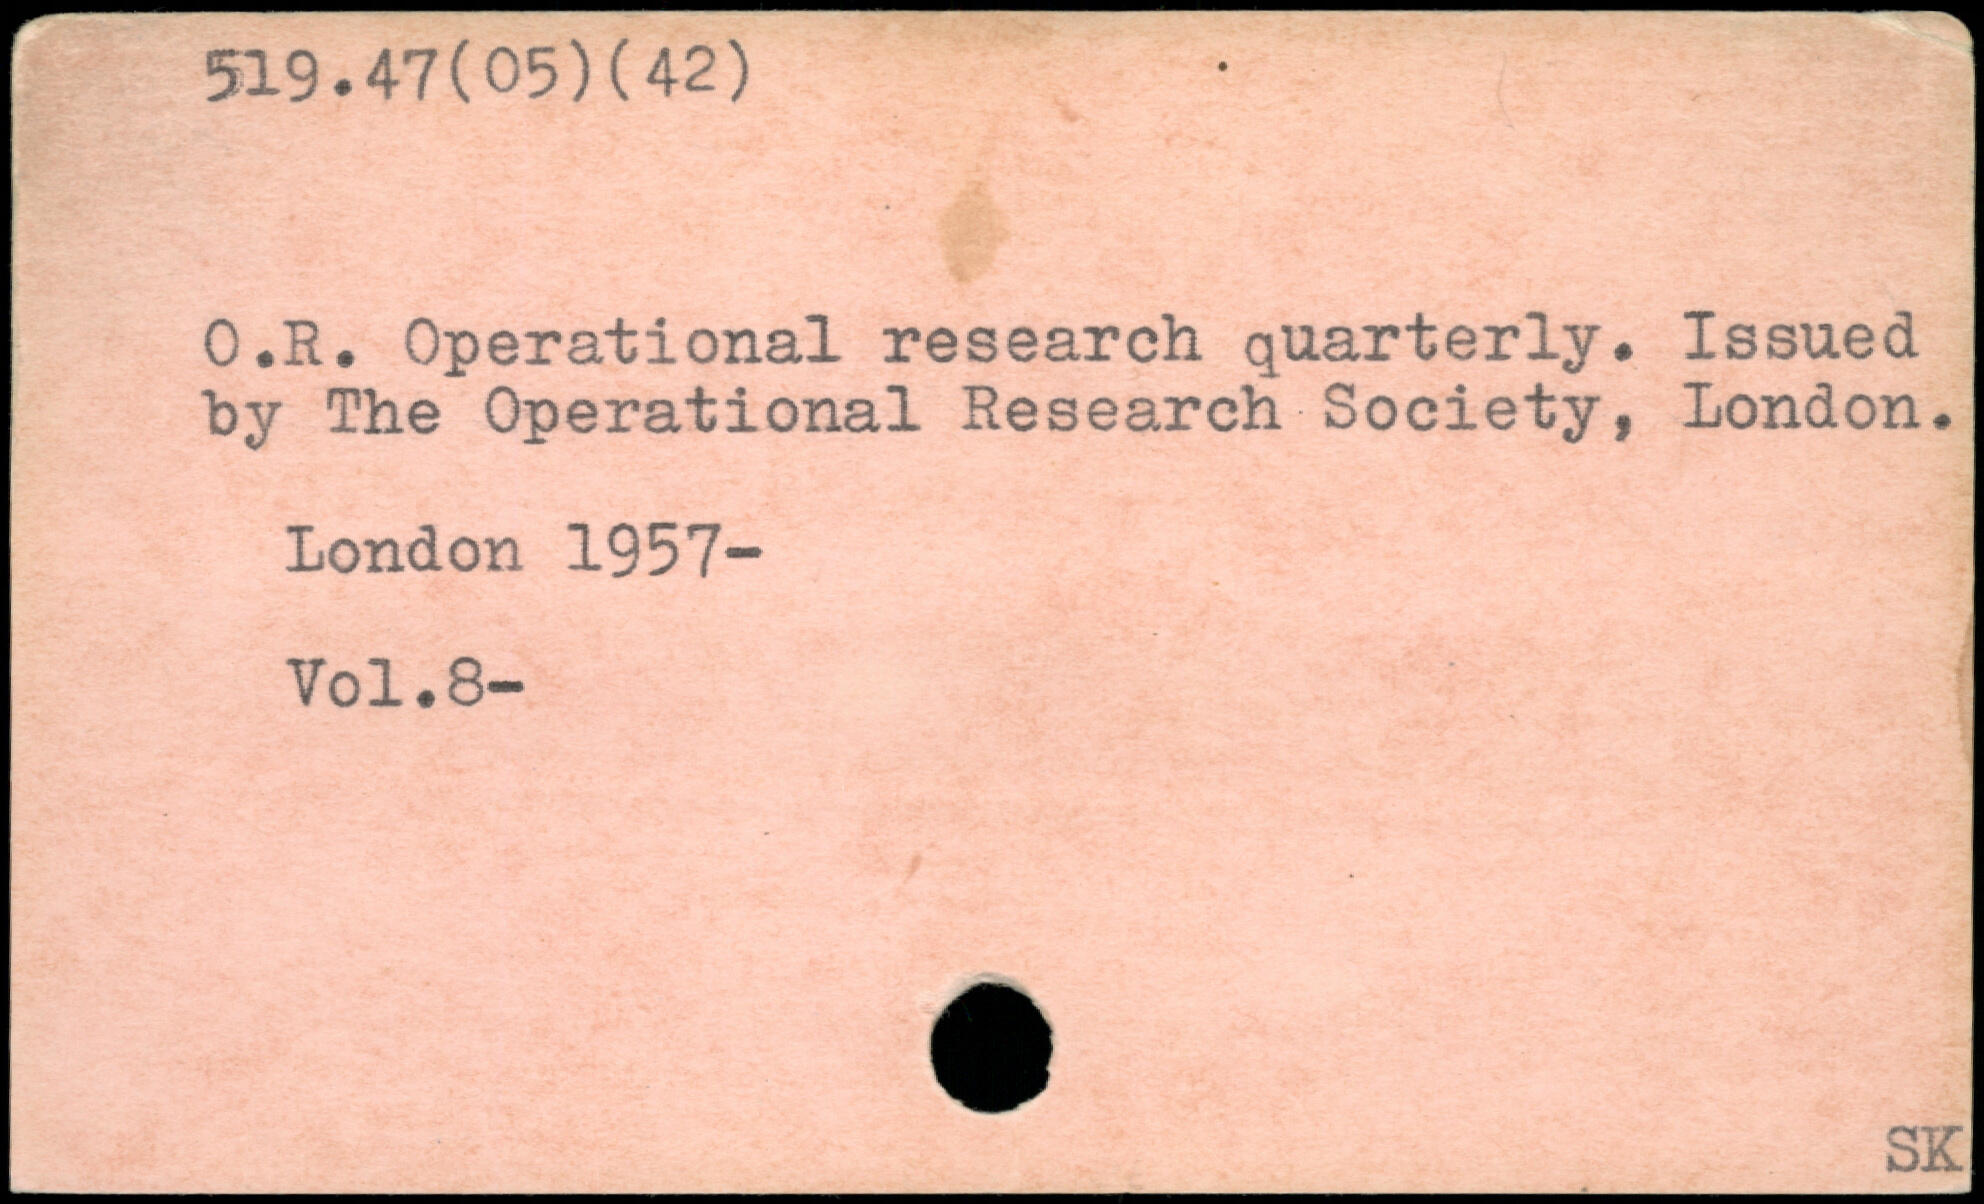 519.47(05)(42)
O.R. Operational research quarterly. Issued
by The Operational Research Society, London.
London 1957-
Vol.8-
SK